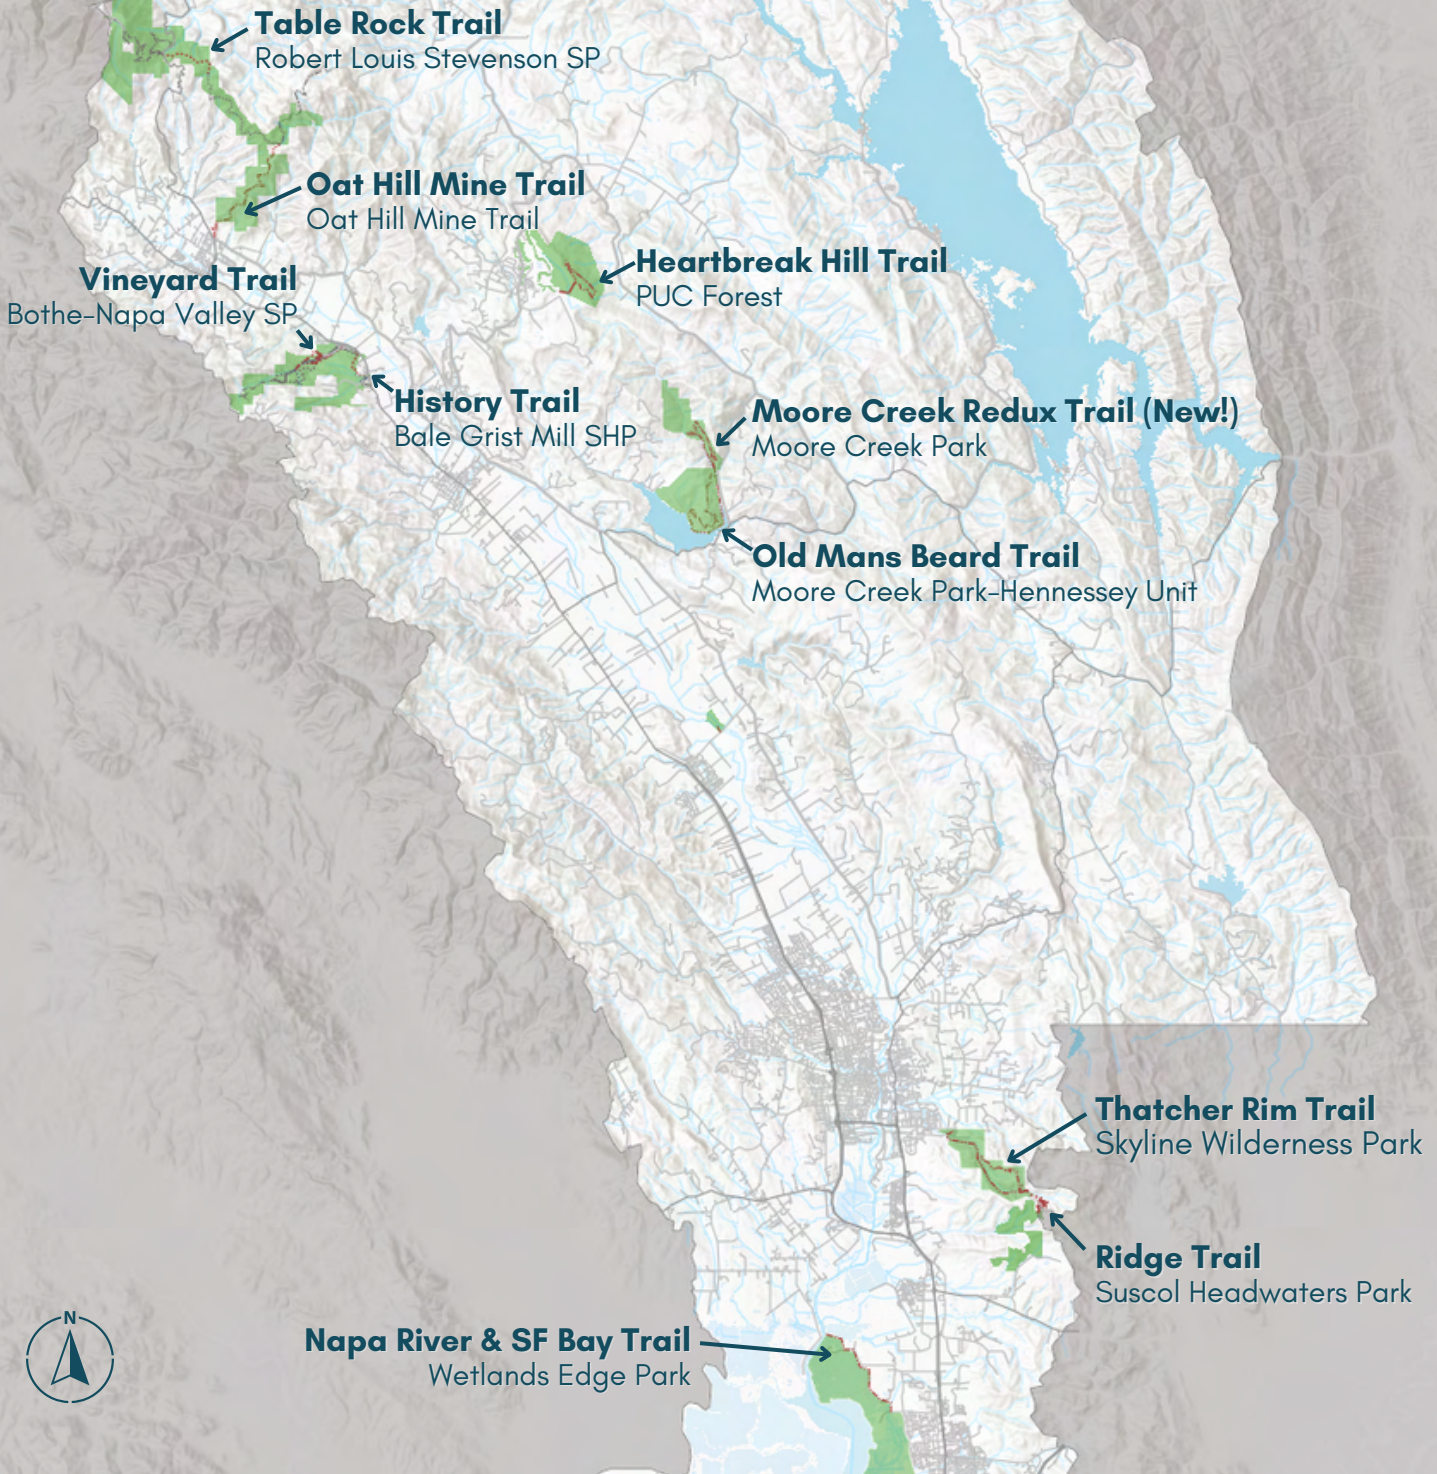 Table Rock Trail
Robert Louis Stevenson SP
Oat Hill Mine Trail
Oat Hill Mine Trail
Heartbreak Hill Trail
PUC Forest
Vineyard Trail
Bothe-Napa Valley SP
History Trail
Bale Grist Mill SHP
Moore Creek Redux Trail (New!)
Moore Creek Park
Old Mans Beard Trail
Moore Creek Park-Hennessey Unit
Thatcher Rim Trail
Skyline Wilderness Park
Ridge Trail
Suscol Headwaters Park
N
Napa River & SF Bay Trail
Wetlands Edge Park